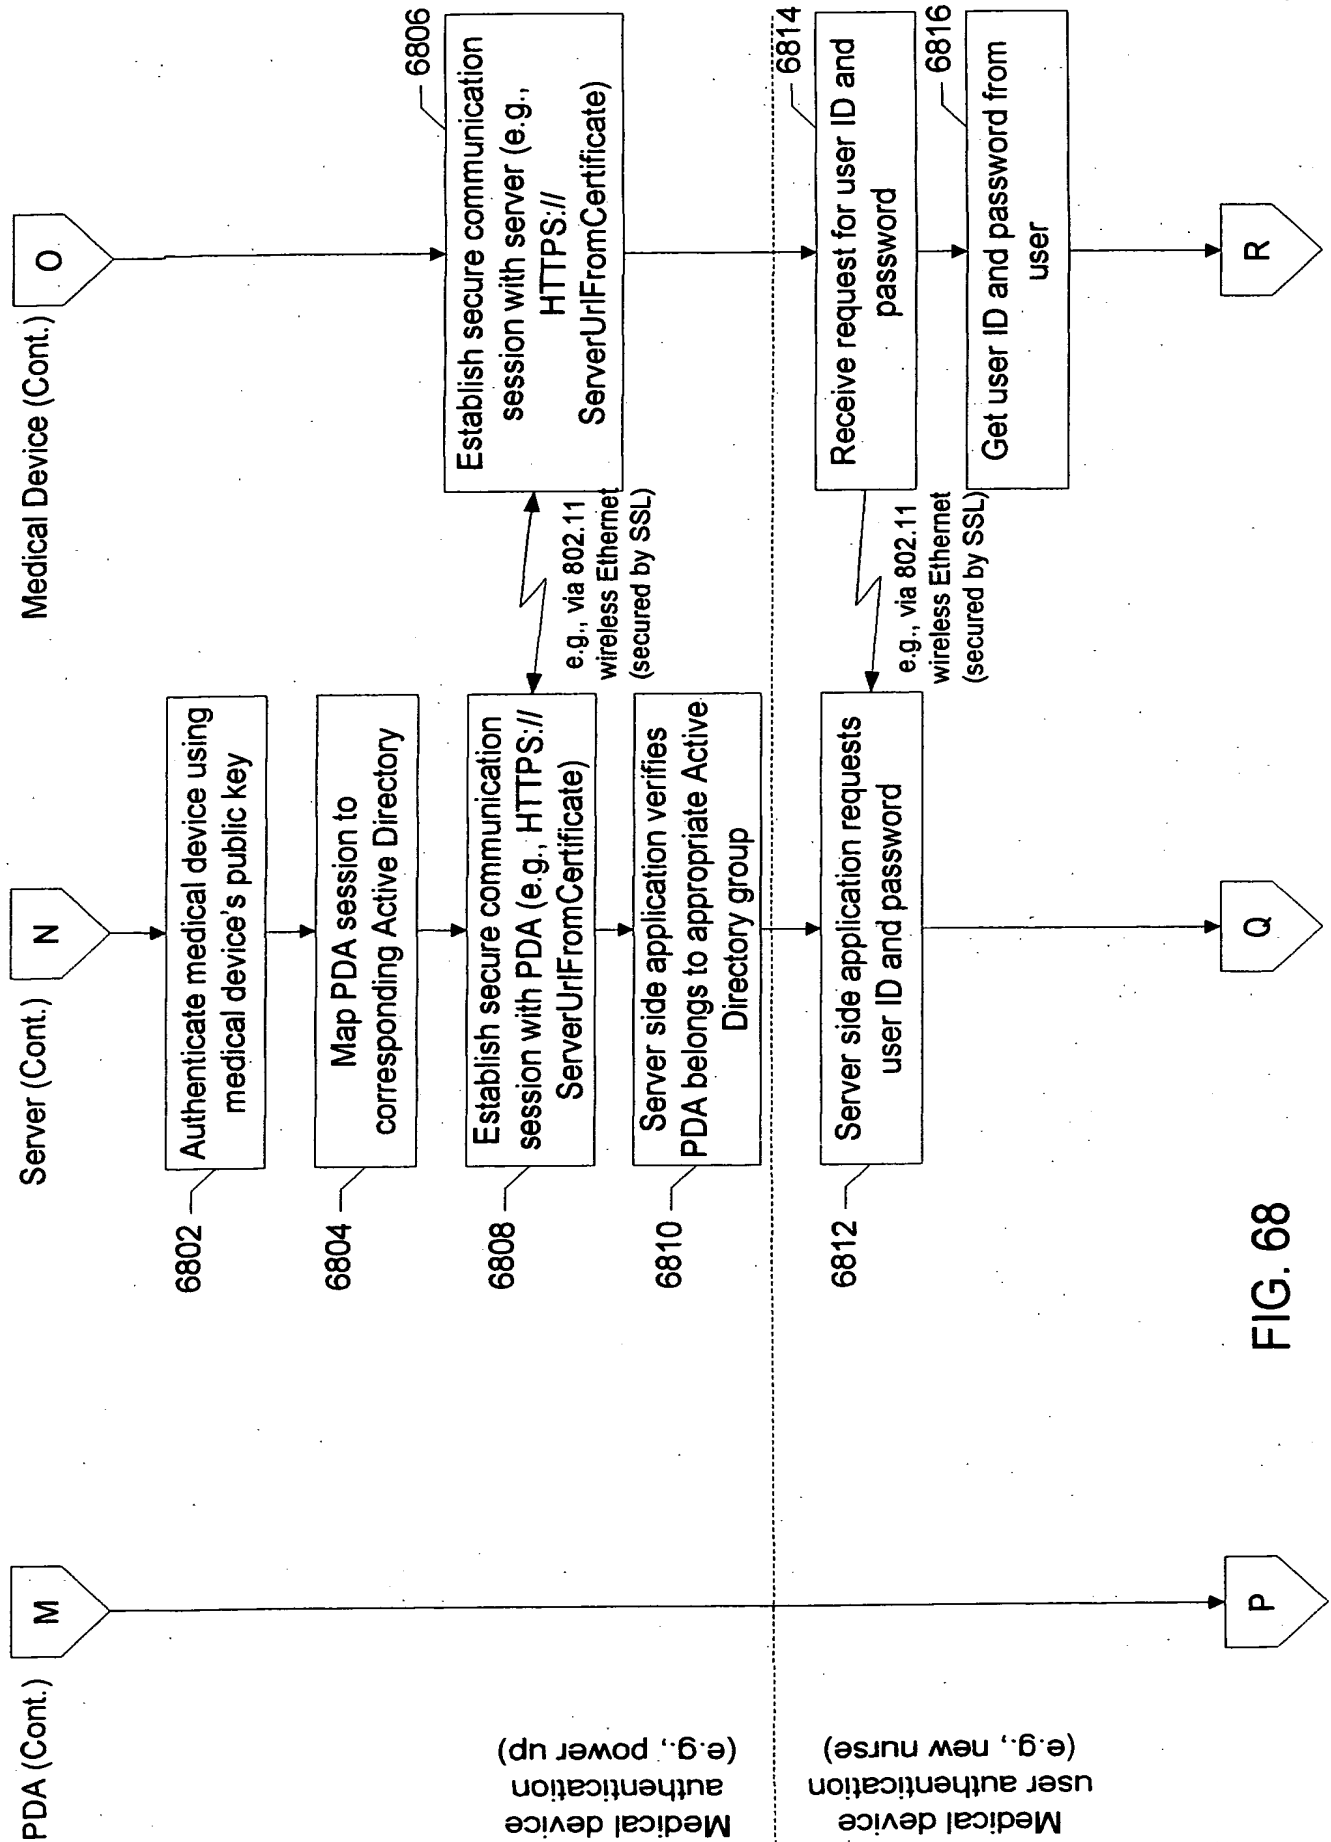 PDA (Cont.)
M
Server (Cont.)
N
Medical Device (Cont.)
O
Medical device
authentication
(e.g., power up)
6802
Authenticate medical device using
medical device's public key
6804
Map PDA session to
corresponding Active Directory
6808
Establish secure communication
session with PDA (e.g., HTTPS://
ServerUrlFromCertificate)
e.g., via 802.11
wireless Ethernet
(secured by SSL)
6806
Establish secure communication
session with server (e.g.,
HTTPS://
ServerUrlFromCertificate)
6810
Server side application verifies
PDA belongs to appropriate Active
Directory group
Medical device
user authentication
(e.g., new nurse)
6812
Server side application requests
user ID and password
e.g., via 802.11
wireless Ethernet
(secured by SSL)
6814
Receive request for user ID and
password
6816
Get user ID and password from
user
P
Q
R
FIG. 68